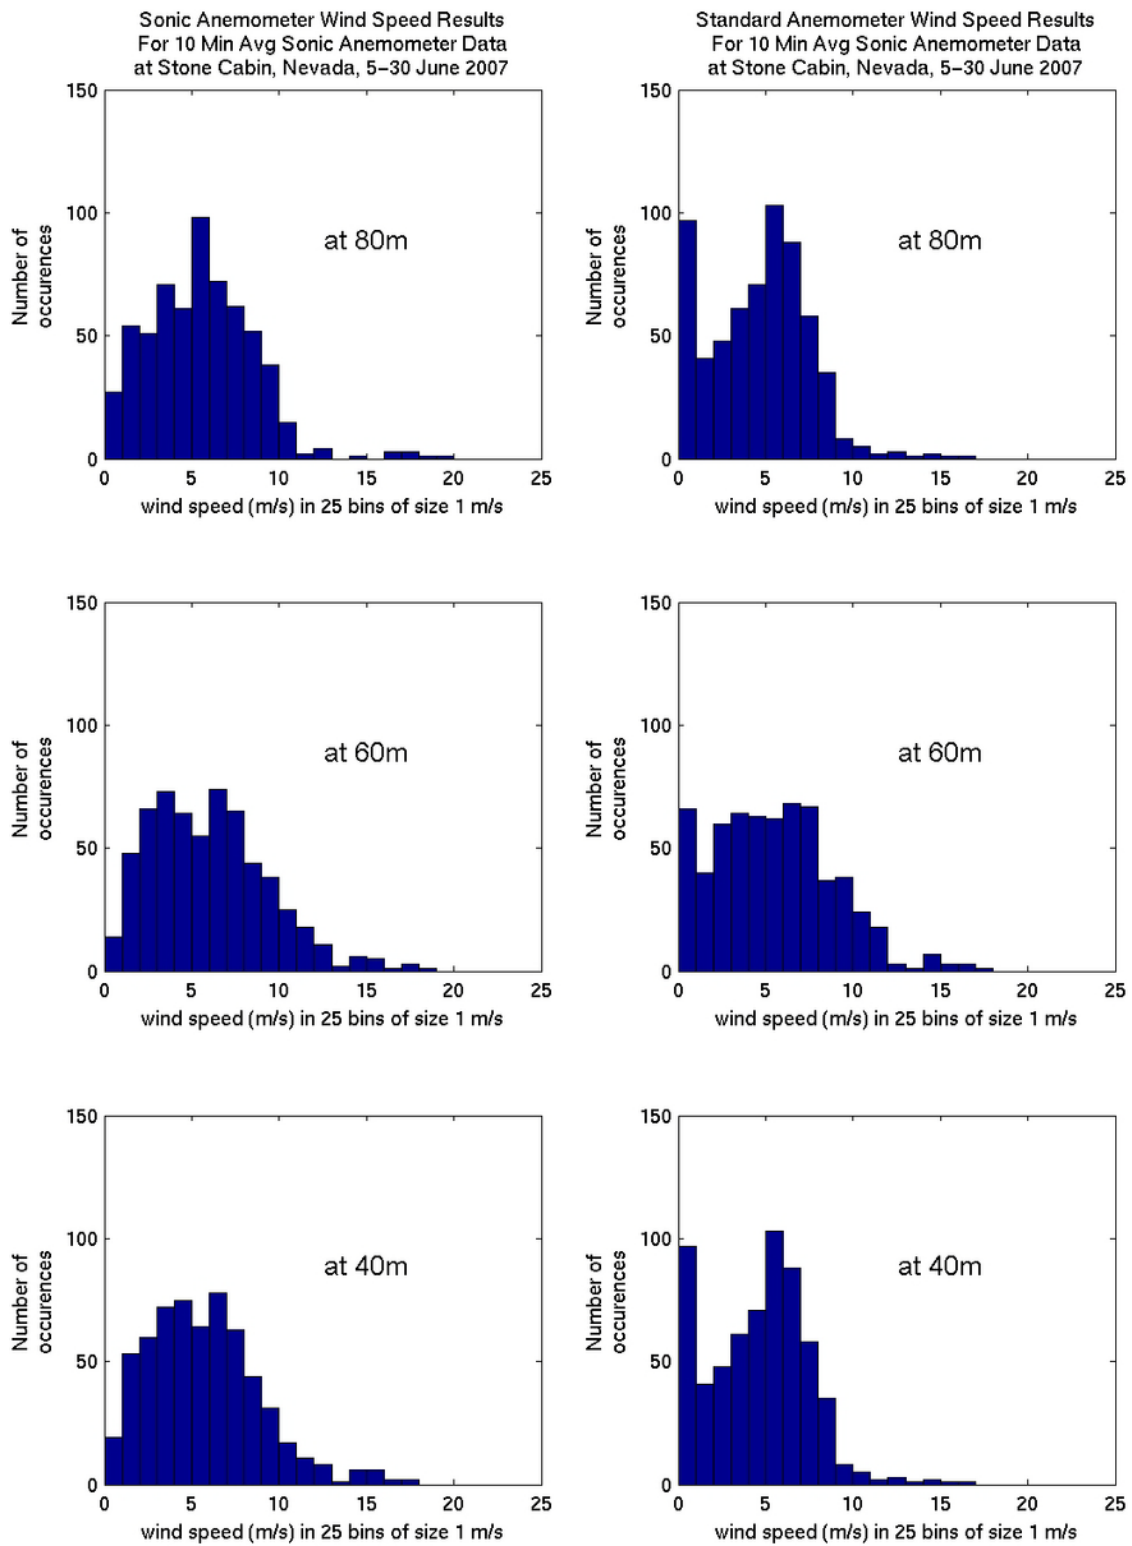 Sonic Anemometer Wind Speed Results
For 10 Min Avg Sonic Anemometer Data
at Stone Cabin, Nevada, 5-30 June 2007
150
100
50
0
Number of
occurences
at 80m
0 5 10 15 20 25
wind speed (m/s) in 25 bins of size 1 m/s
Standard Anemometer Wind Speed Results
For 10 Min Avg Sonic Anemometer Data
at Stone Cabin, Nevada, 5-30 June 2007
150
100
50
0
Number of
occurences
at 80m
0 5 10 15 20 25
wind speed (m/s) in 25 bins of size 1 m/s
150
100
50
0
Number of
occurences
at 60m
0 5 10 15 20 25
wind speed (m/s) in 25 bins of size 1 m/s
150
100
50
0
Number of
occurences
at 60m
0 5 10 15 20 25
wind speed (m/s) in 25 bins of size 1 m/s
150
100
50
0
Number of
occurences
at 40m
0 5 10 15 20 25
wind speed (m/s) in 25 bins of size 1 m/s
150
100
50
0
Number of
occurences
at 40m
0 5 10 15 20 25
wind speed (m/s) in 25 bins of size 1 m/s